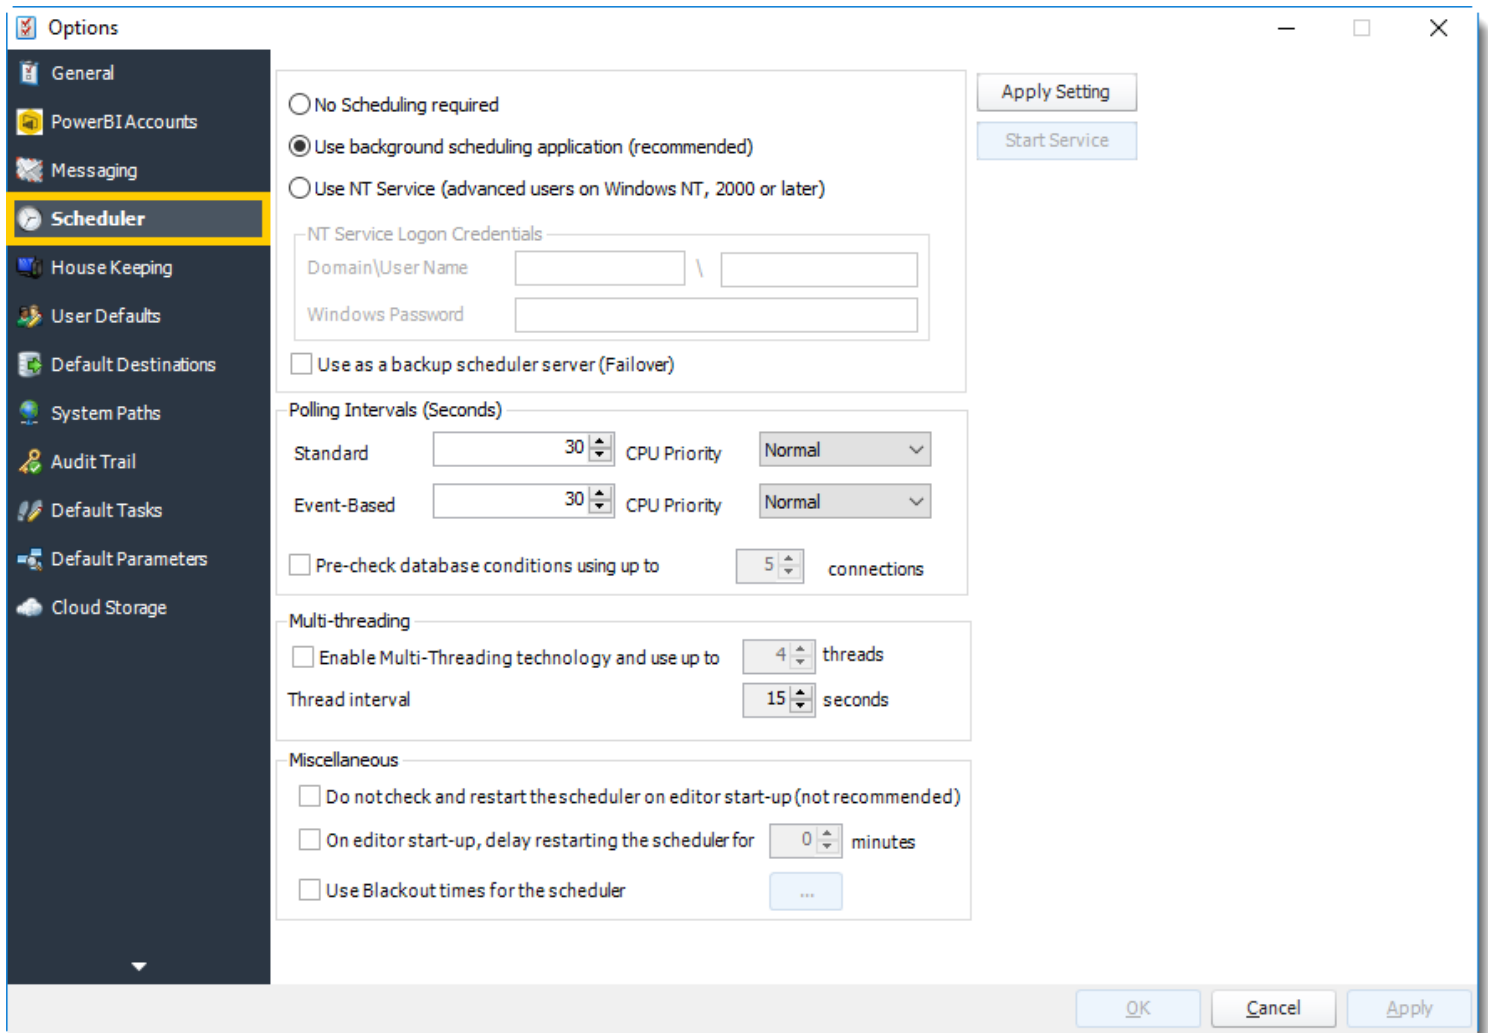 Options
General
PowerBI Accounts
Messaging
Scheduler
House Keeping
User Defaults
Default Destinations
System Paths
Audit Trail
Default Tasks
Default Parameters
Cloud Storage
No Scheduling required
Use background scheduling application (recommended)
Use NT Service (advanced users on Windows NT, 2000 or later)
NT Service Logon Credentials
Domain\User Name \
Windows Password
Use as a backup scheduler server (Failover)
Apply Setting
Start Service
Polling Intervals (Seconds)
Standard 30 CPU Priority Normal
Event-Based 30 CPU Priority Normal
Pre-check database conditions using up to 5 connections
Multi-threading
Enable Multi-Threading technology and use up to 4 threads
Thread interval 15 seconds
Miscellaneous
Do not check and restart the scheduler on editor start-up (not recommended)
On editor start-up, delay restarting the scheduler for 0 minutes
Use Blackout times for the scheduler ...
OK Cancel Apply